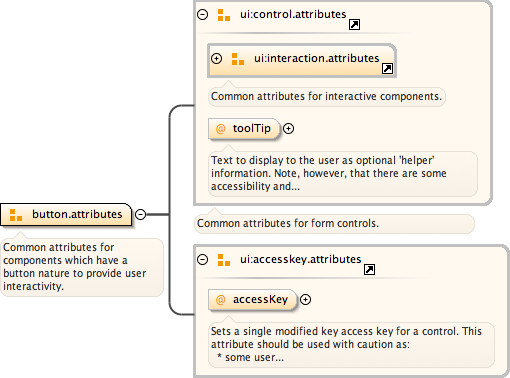 ui:control.attributes
ui:interaction.attributes
Common attributes for interactive components.
@ toolTip
Text to display to the user as optional 'helper'
information. Note, however, that there are some
accessibility and...
Common attributes for form controls.
button.attributes
Common attributes for
components which have a
button nature to provide user
interactivity.
ui:accesskey.attributes
@ accessKey
Sets a single modified key access key for a control. This
attribute should be used with caution as:
* some user...